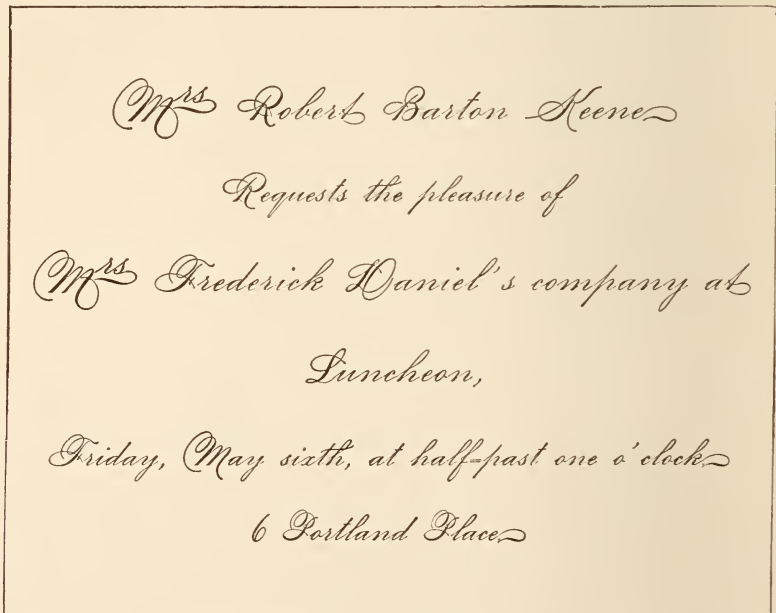 Mrs Robert Barton Keene
Requests the pleasure of
Mrs Frederick Daniel's company at
Luncheon,
Friday, May sixth, at half-past one o'clock
6 Portland Place